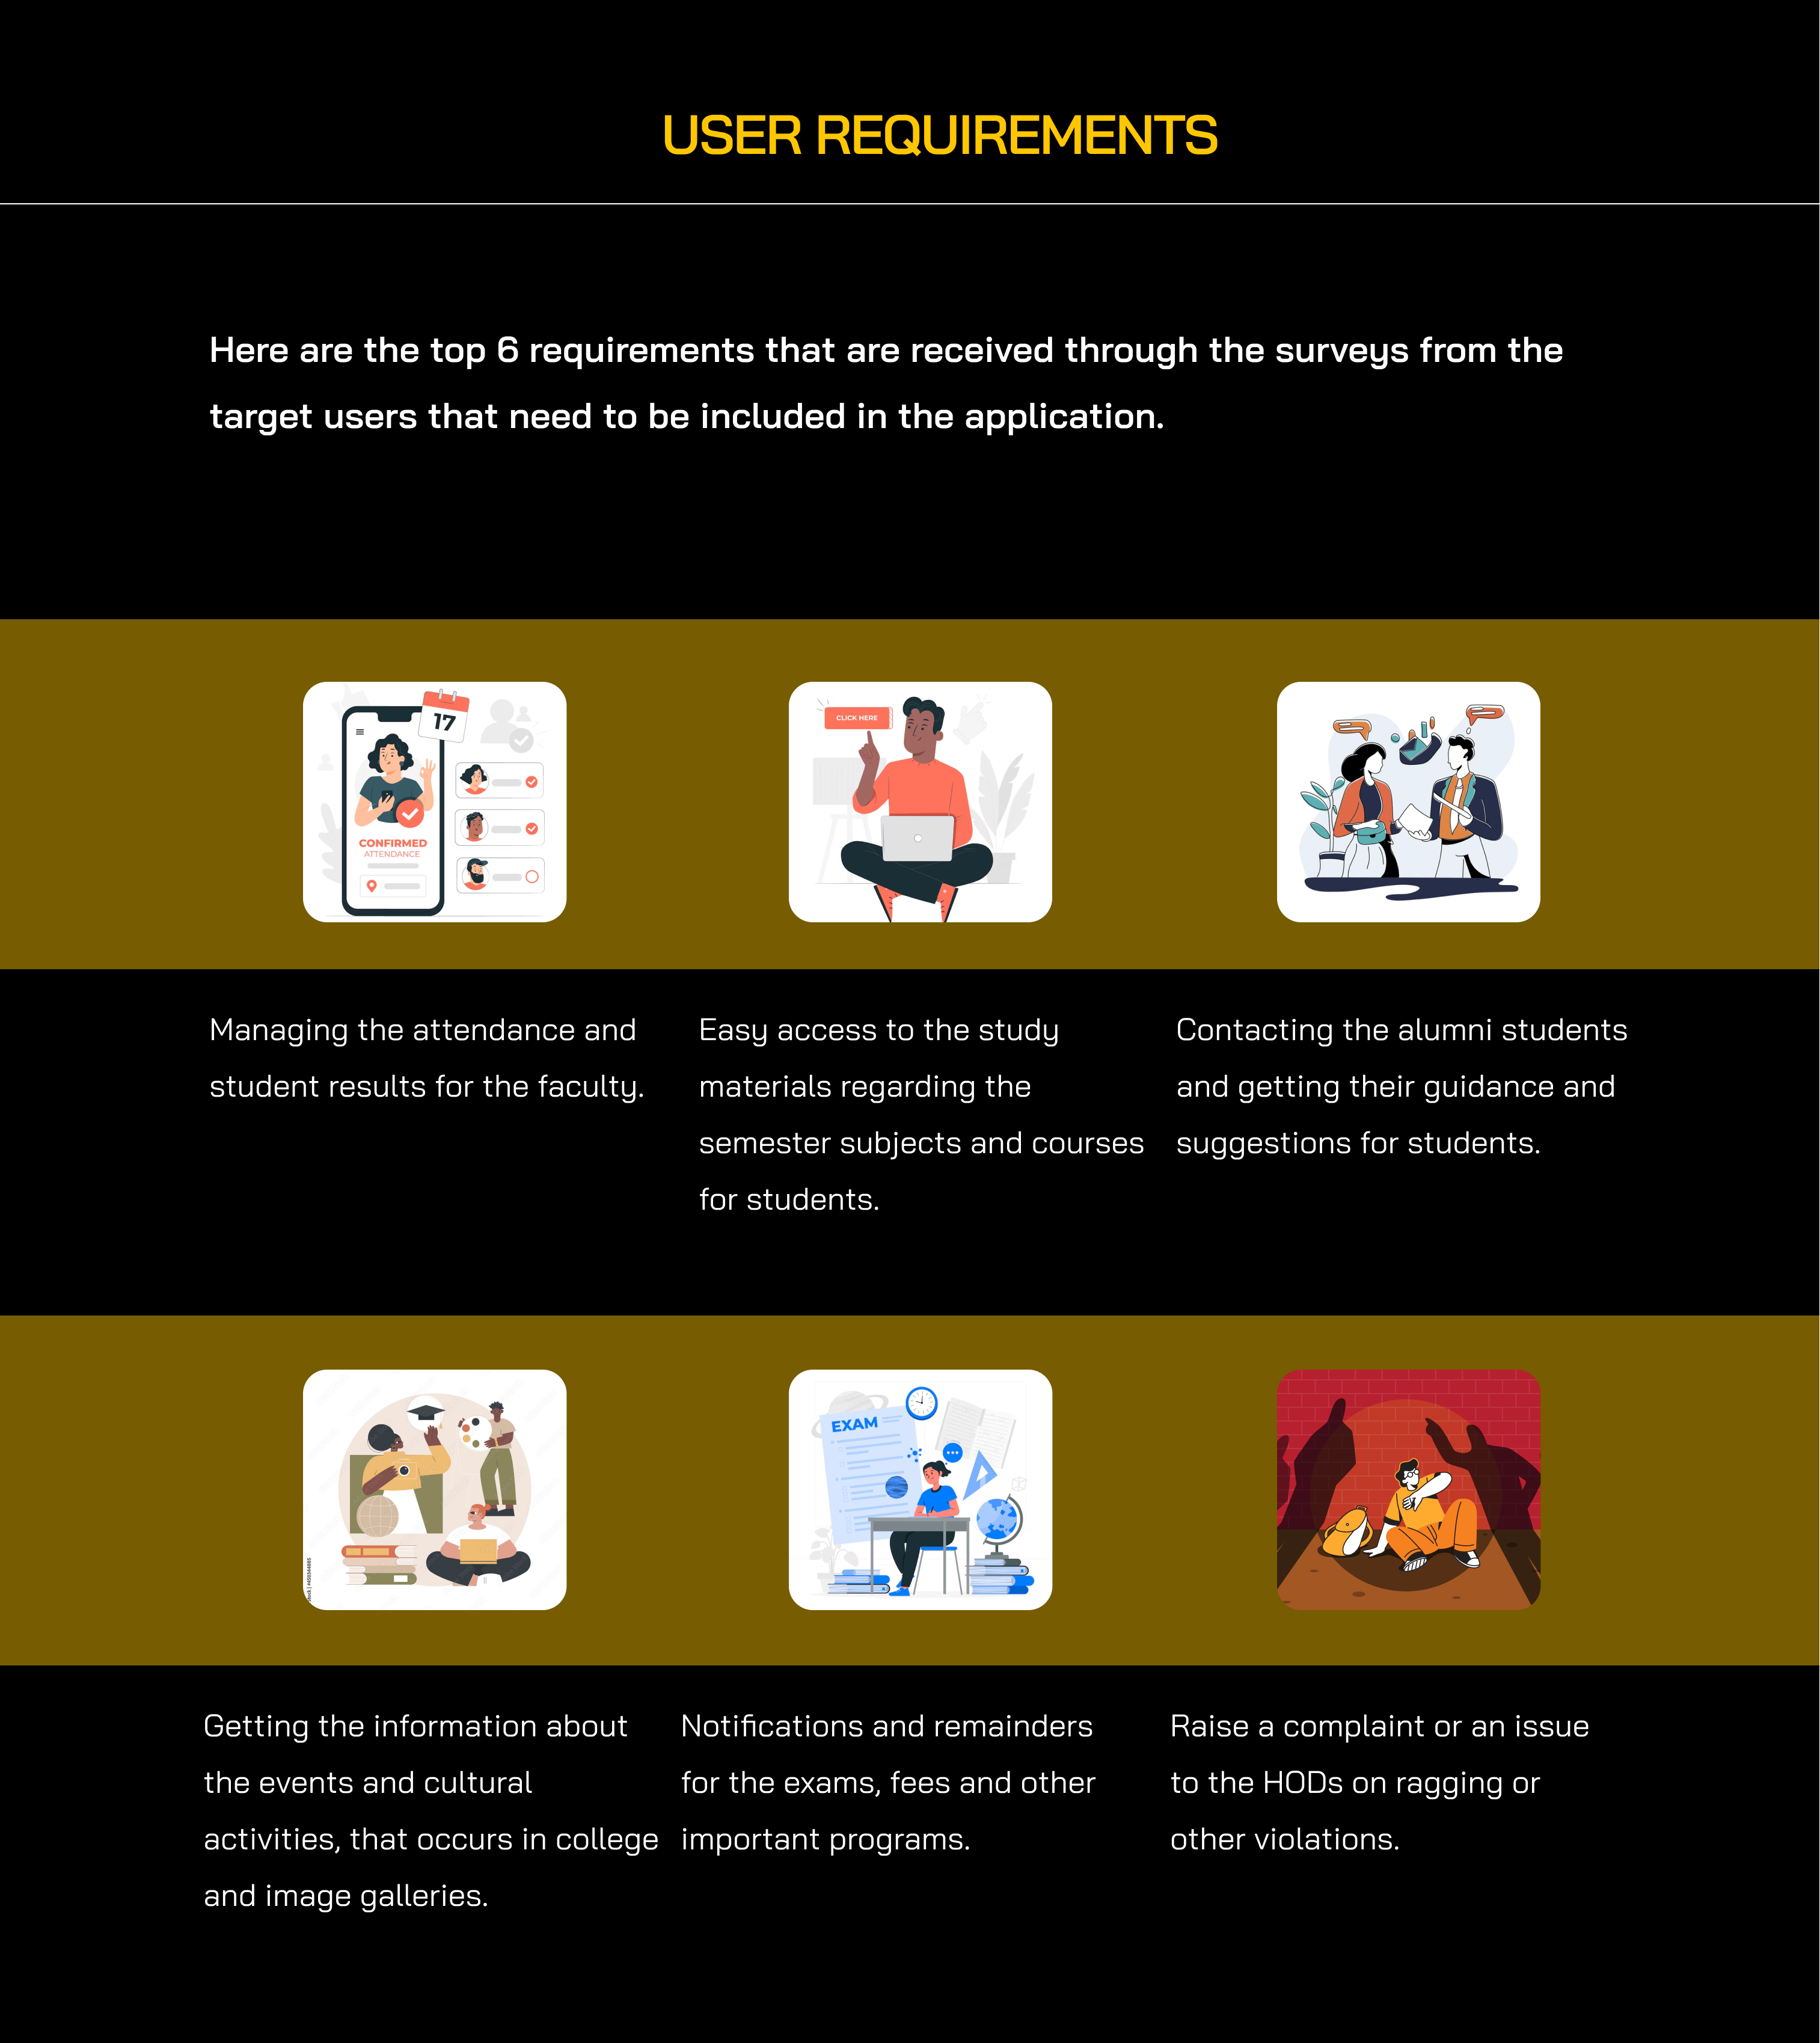 USER REQUIREMENTS
Here are the top 6 requirements that are received through the surveys from the
target users that need to be included in the application.
17
CONFIRMED
ATTENDANCE
CLICK HERE
Managing the attendance and
student results for the faculty.
Easy access to the study
materials regarding the
semester subjects and courses
for students.
Contacting the alumni students
and getting their guidance and
suggestions for students.
EXAM
Getting the information about
the events and cultural
activities, that occurs in college
and image galleries.
Notifications and remainders
for the exams, fees and other
important programs.
Raise a complaint or an issue
to the HODs on ragging or
other violations.